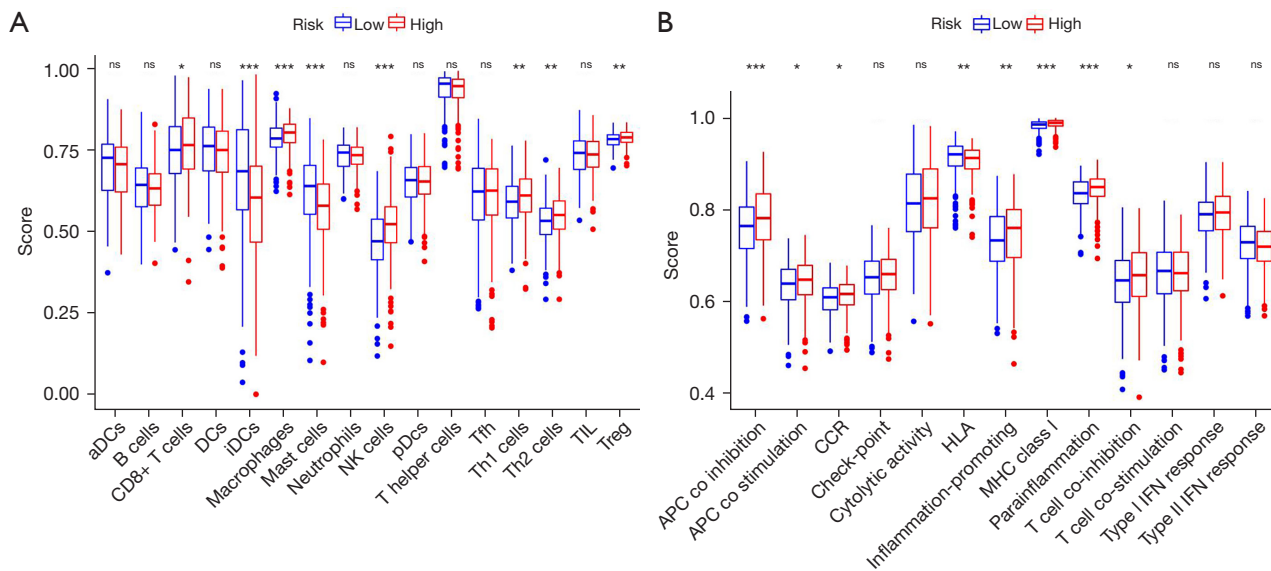 A
Risk Low High
ns ns * ns *** *** *** ns *** ns ns ns ** ** ns **
1.00
0.75
0.50
0.25
0.00
Score
aDCs
B cells
CD8+ T cells
DCs
iDCs
Macrophages
Mast cells
Neutrophils
NK cells
pDcs
T helper cells
Tfh
Th1 cells
Th2 cells
TIL
Treg
B
Risk Low High
*** * * ns ns ** ** *** *** * ns ns ns
1.0
0.8
0.6
0.4
Score
APC co inhibition
APC co stimulation
CCR
Check-point
Cytolytic activity
HLA
Inflammation-promoting
MHC class I
Parainflammation
T cell co-inhibition
T cell co-stimulation
Type I IFN response
Type II IFN response